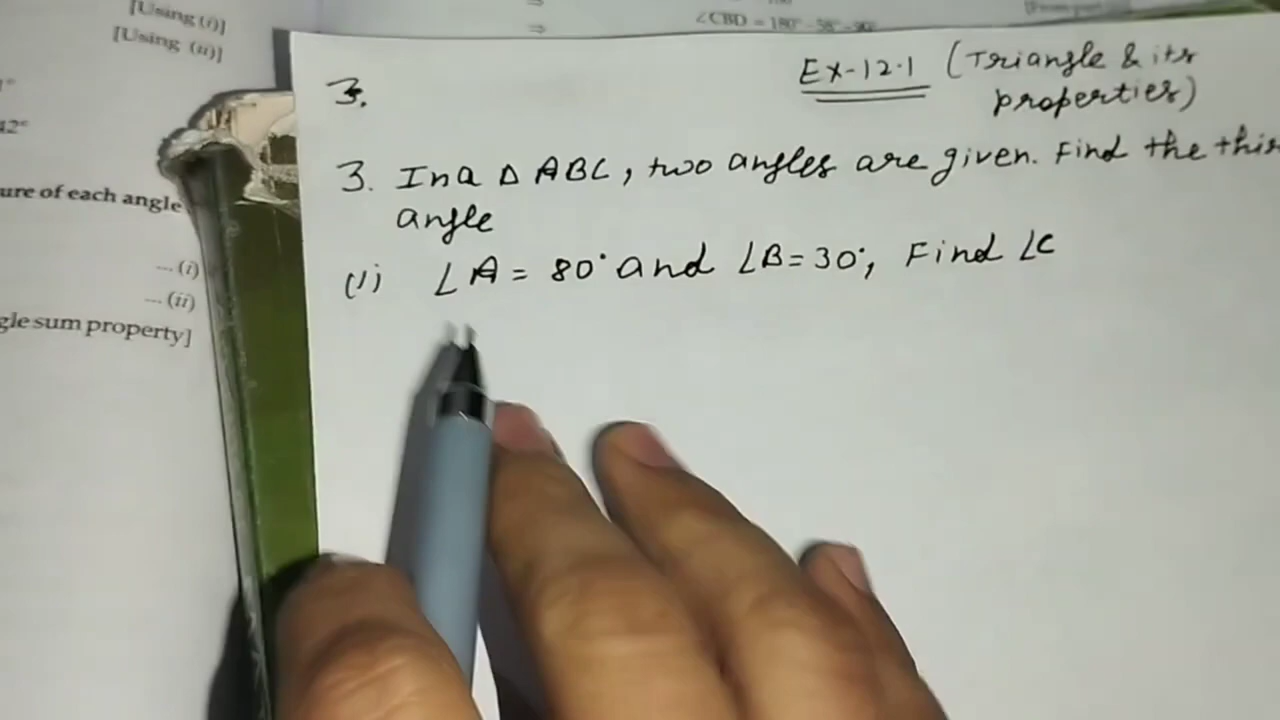 [Using (i)]
[Using (ii)]
⇒
⇒
∠CBD = 180° - 58° - 90°
42°
ure of each angle
... (i)
... (ii)
gle sum property]
Ex-12.1 (Triangle & its
properties)
3.
3. In a Δ ABC, two angles are given. Find the thir
angle
(i) ∠A = 80° and ∠B = 30°, Find ∠C